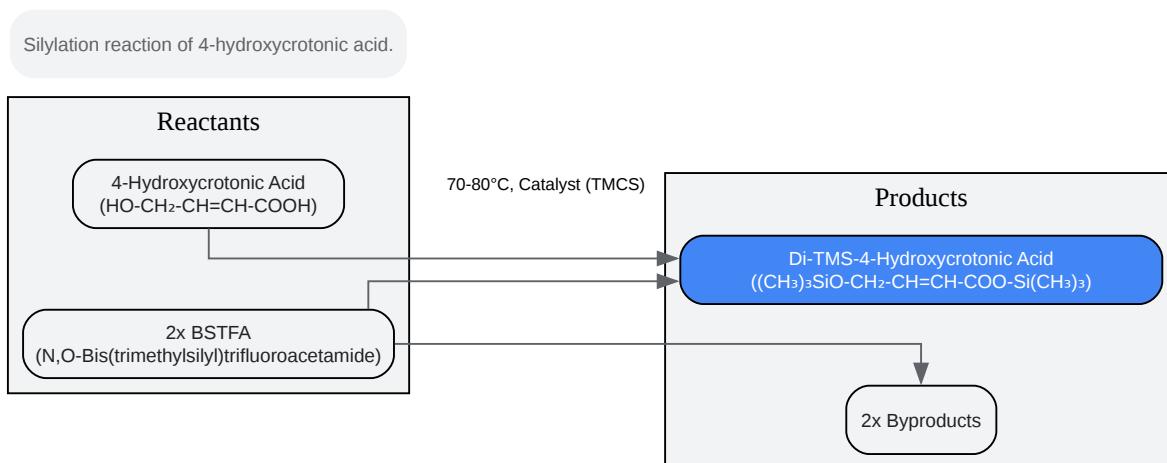 Silylation reaction of 4-hydroxycrotonic acid.
Reactants
4-Hydroxycrotonic Acid
(HO-CH₂-CH=CH-COOH)
2x BSTFA
(N,O-Bis(trimethylsilyl)trifluoroacetamide)
70-80°C, Catalyst (TMCS)
Products
Di-TMS-4-Hydroxycrotonic Acid
((CH₃)₃SiO-CH₂-CH=CH-COO-Si(CH₃)₃)
2x Byproducts